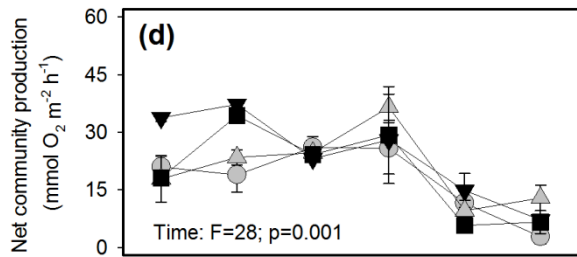 Net community production
(mmol O₂ m⁻² h⁻¹)
60
45
30
15
0
(d)
Time: F=28; p=0.001